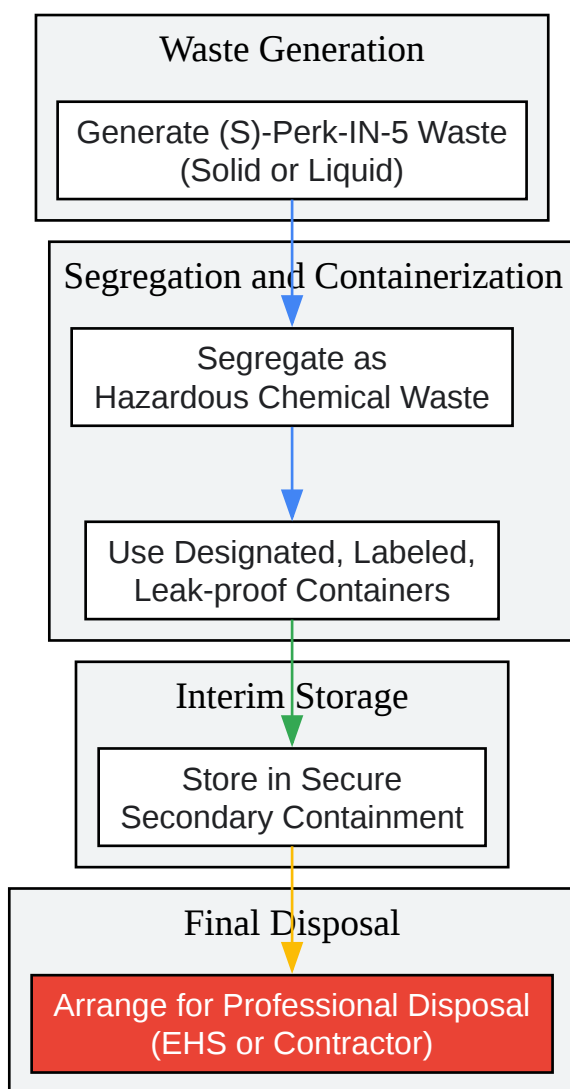 Waste Generation
Generate (S)-Perk-IN-5 Waste
(Solid or Liquid)
Segregation and Containerization
Segregate as
Hazardous Chemical Waste
Use Designated, Labeled,
Leak-proof Containers
Interim Storage
Store in Secure
Secondary Containment
Final Disposal
Arrange for Professional Disposal
(EHS or Contractor)